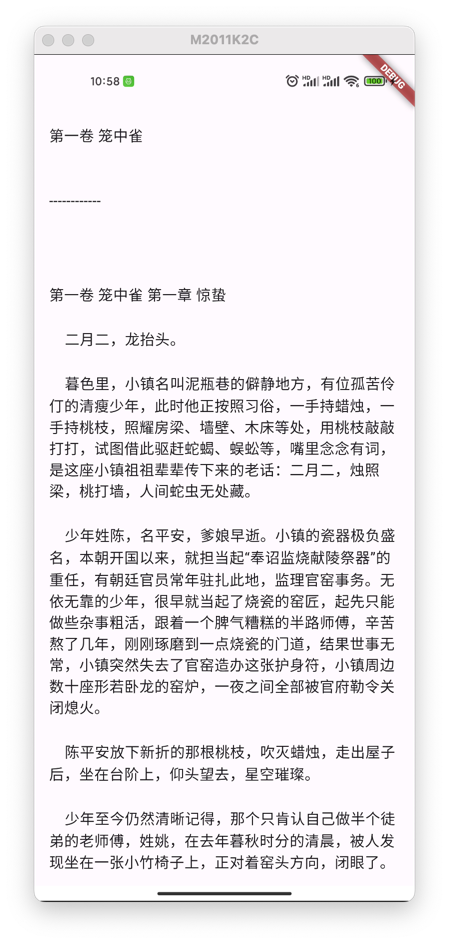 M2011K2C
10:58
HD
HD
100
DEBUG
第一卷 笼中雀
------------
第一卷 笼中雀 第一章 惊蛰
二月二，龙抬头。
暮色里，小镇名叫泥瓶巷的僻静地方，有位孤苦伶
仃的清瘦少年，此时他正按照习俗，一手持蜡烛，一
手持桃枝，照耀房梁、墙壁、木床等处，用桃枝敲敲
打打，试图借此驱赶蛇蝎、蜈蚣等，嘴里念念有词，
是这座小镇祖祖辈辈传下来的老话：二月二，烛照
梁，桃打墙，人间蛇虫无处藏。
少年姓陈，名平安，爹娘早逝。小镇的瓷器极负盛
名，本朝开国以来，就担当起“奉诏监烧献陵祭器”的
重任，有朝廷官员常年驻扎此地，监理官窑事务。无
依无靠的少年，很早就当起了烧瓷的窑匠，起先只能
做些杂事粗活，跟着一个脾气糟糕的半路师傅，辛苦
熬了几年，刚刚琢磨到一点烧瓷的门道，结果世事无
常，小镇突然失去了官窑造办这张护身符，小镇周边
数十座形若卧龙的窑炉，一夜之间全部被官府勒令关
闭熄火。
陈平安放下新折的那根桃枝，吹灭蜡烛，走出屋子
后，坐在台阶上，仰头望去，星空璀璨。
少年至今仍然清晰记得，那个只肯认自己做半个徒
弟的老师傅，姓姚，在去年暮秋时分的清晨，被人发
现坐在一张小竹椅子上，正对着窑头方向，闭眼了。